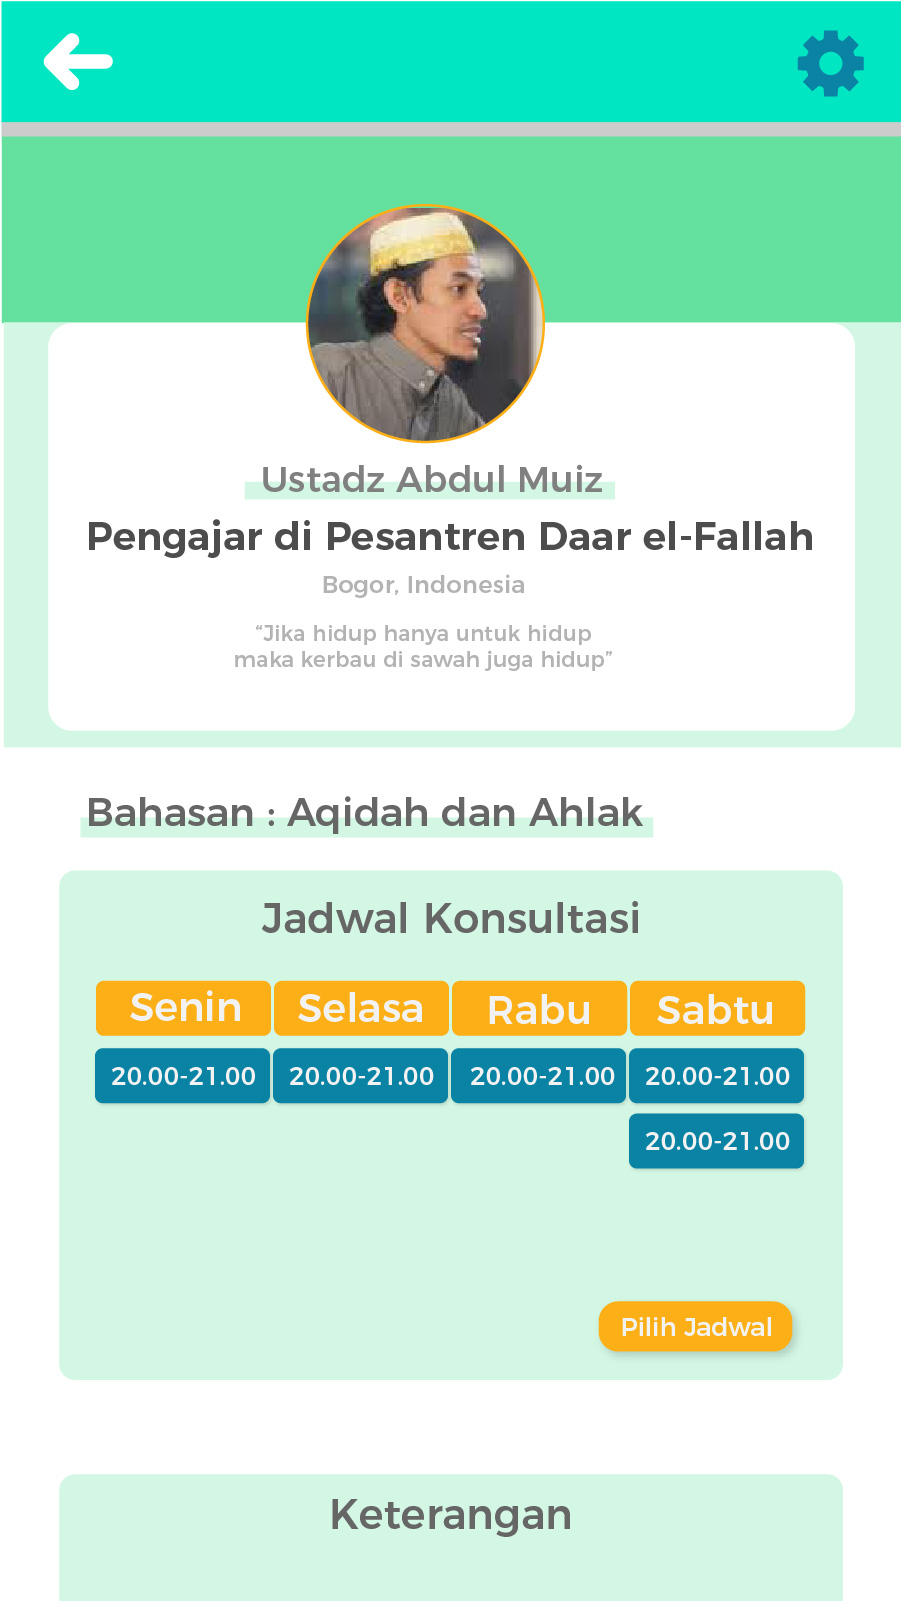 Ustadz Abdul Muiz
Pengajar di Pesantren Daar el-Fallah
Bogor, Indonesia
“Jika hidup hanya untuk hidup
maka kerbau di sawah juga hidup”
Bahasan : Aqidah dan Ahlak
Jadwal Konsultasi
Senin Selasa Rabu Sabtu
20.00-21.00 20.00-21.00 20.00-21.00 20.00-21.00
20.00-21.00
Pilih Jadwal
Keterangan